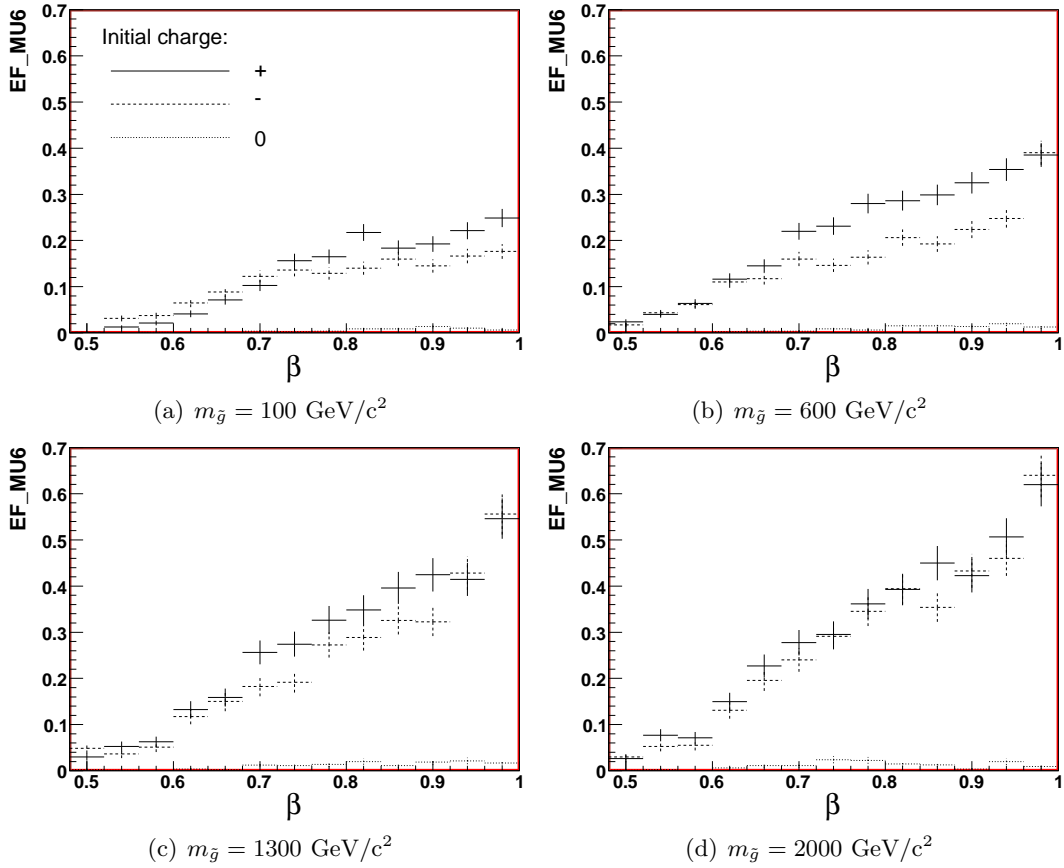 EF_MU6
0.7
0.6
0.5
0.4
0.3
0.2
0.1
0
Initial charge:
+
-
0
0.5 0.6 0.7 0.8 0.9 1
β
(a) m_g̃ = 100 GeV/c²
EF_MU6
0.7
0.6
0.5
0.4
0.3
0.2
0.1
0
0.5 0.6 0.7 0.8 0.9 1
β
(b) m_g̃ = 600 GeV/c²
EF_MU6
0.7
0.6
0.5
0.4
0.3
0.2
0.1
0
0.5 0.6 0.7 0.8 0.9 1
β
(c) m_g̃ = 1300 GeV/c²
EF_MU6
0.7
0.6
0.5
0.4
0.3
0.2
0.1
0
0.5 0.6 0.7 0.8 0.9 1
β
(d) m_g̃ = 2000 GeV/c²